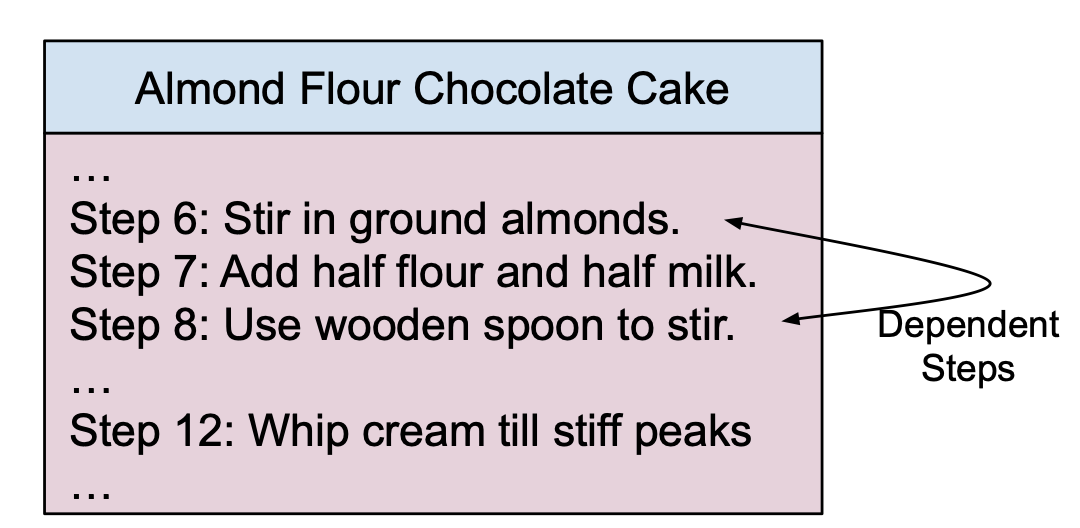 Almond Flour Chocolate Cake
...
Step 6: Stir in ground almonds.
Step 7: Add half flour and half milk.
Step 8: Use wooden spoon to stir.
...
Step 12: Whip cream till stiff peaks
...
Dependent
Steps